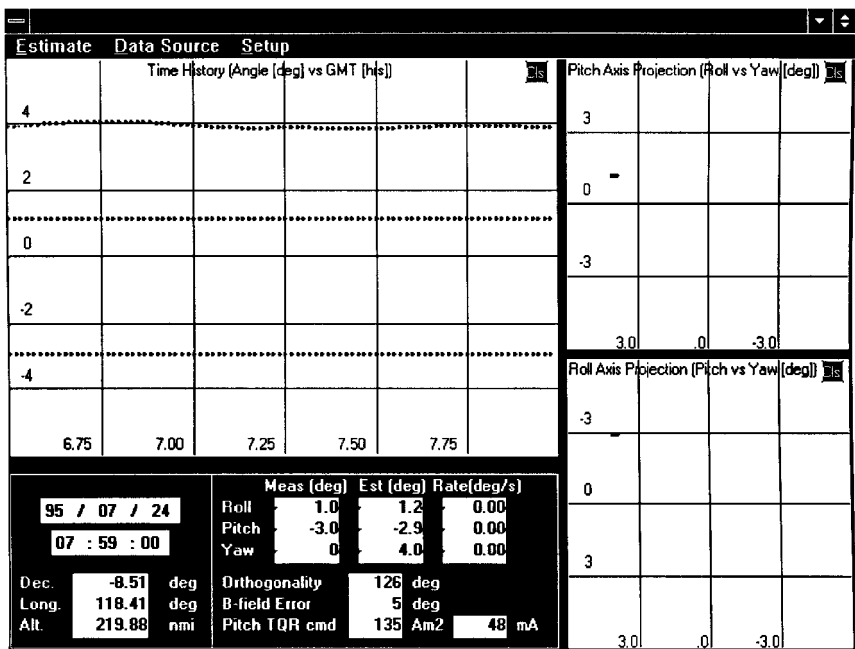 Estimate Data Source Setup
Time History (Angle [deg] vs GMT [hrs]) Cls
4
2
0
-2
-4
6.75 7.00 7.25 7.50 7.75
Pitch Axis Projection (Roll vs Yaw [deg]) Cls
3
0
-3
3.0 .0 -3.0
Roll Axis Projection (Pitch vs Yaw [deg]) Cls
-3
0
3
3.0 .0 -3.0
95 / 07 / 24
07 : 59 : 00
Dec. -8.51 deg
Long. 118.41 deg
Alt. 219.88 nmi
Meas (deg) Est (deg) Rate(deg/s)
Roll 1.0 1.2 0.00
Pitch -3.0 -2.9 0.00
Yaw 0 4.0 0.00
Orthogonality 126 deg
B-field Error 5 deg
Pitch TQR cmd 135 Am2 48 mA